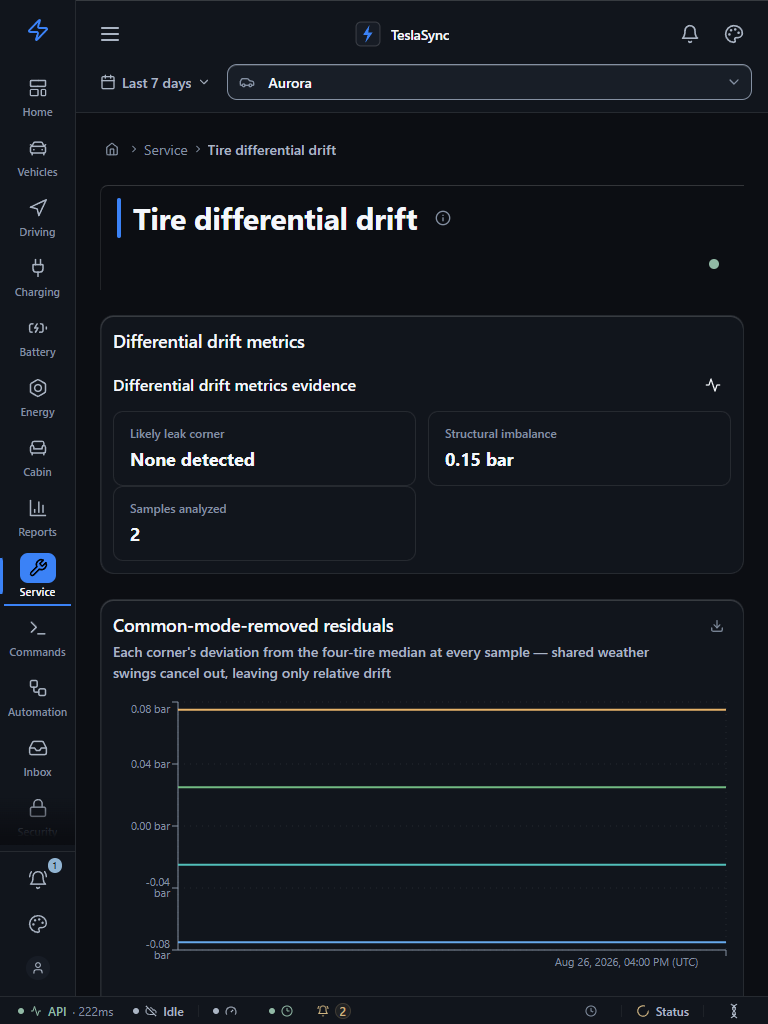 TeslaSync
Last 7 days
Aurora
Home
Vehicles
Driving
Charging
Battery
Energy
Cabin
Reports
Service
Commands
Automation
Inbox
Security
1
Service
Tire differential drift
Tire differential drift
Differential drift metrics
Differential drift metrics evidence
Likely leak corner
None detected
Structural imbalance
0.15 bar
Samples analyzed
2
Common-mode-removed residuals
Each corner's deviation from the four-tire median at every sample — shared weather
swings cancel out, leaving only relative drift
0.08 bar
0.04 bar
0.00 bar
-0.04
bar
-0.08
bar
Aug 26, 2026, 04:00 PM (UTC)
API · 222ms
Idle
2
Status